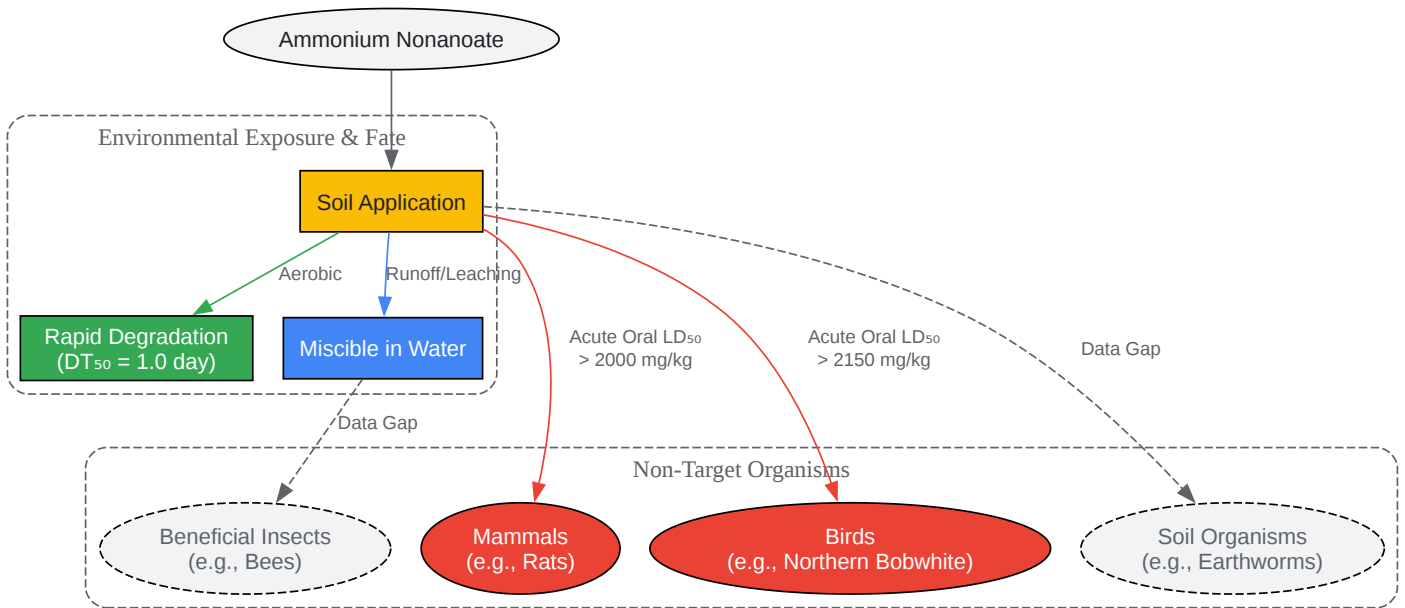 Ammonium Nonanoate
Environmental Exposure & Fate
Soil Application
Aerobic
Runoff/Leaching
Rapid Degradation
(DT₅₀ = 1.0 day)
Miscible in Water
Acute Oral LD₅₀
> 2000 mg/kg
Acute Oral LD₅₀
> 2150 mg/kg
Data Gap
Data Gap
Non-Target Organisms
Beneficial Insects
(e.g., Bees)
Mammals
(e.g., Rats)
Birds
(e.g., Northern Bobwhite)
Soil Organisms
(e.g., Earthworms)